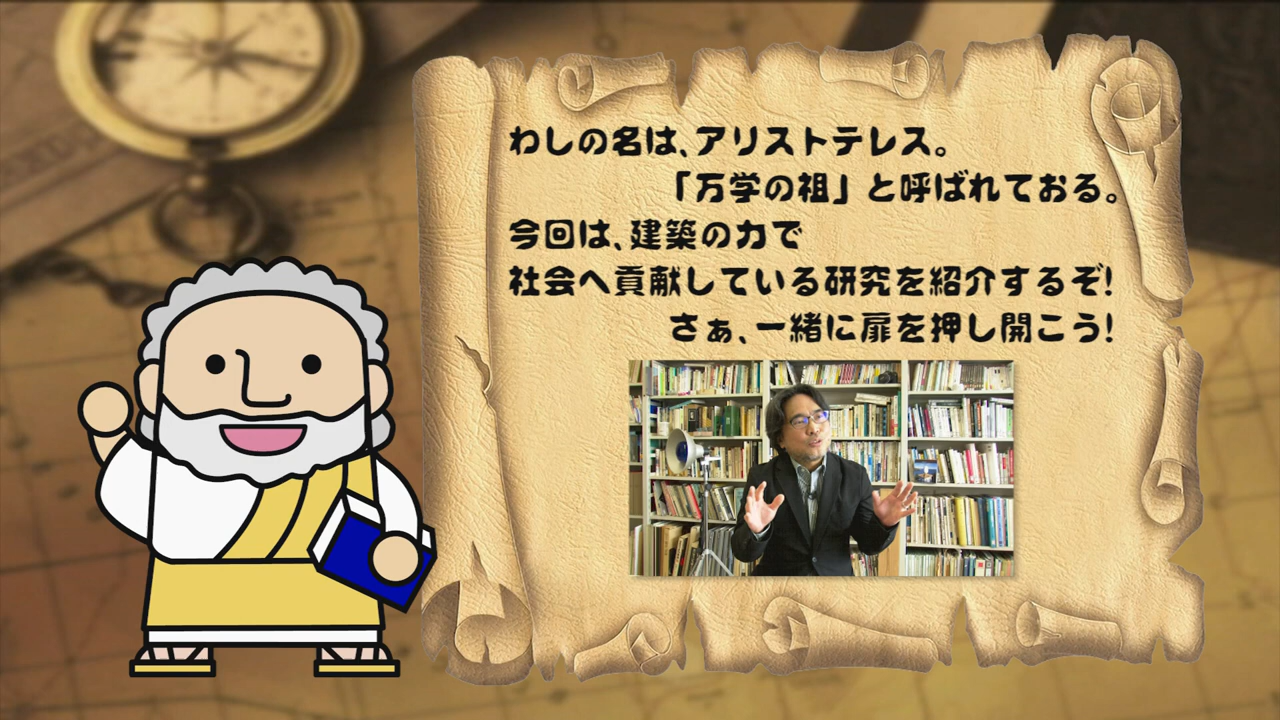 わしの名は、アリストテレス。
「万学の祖」と呼ばれておる。
今回は、建築の力で
社会へ貢献している研究を紹介するぞ!
さぁ、一緒に扉を押し開こう!